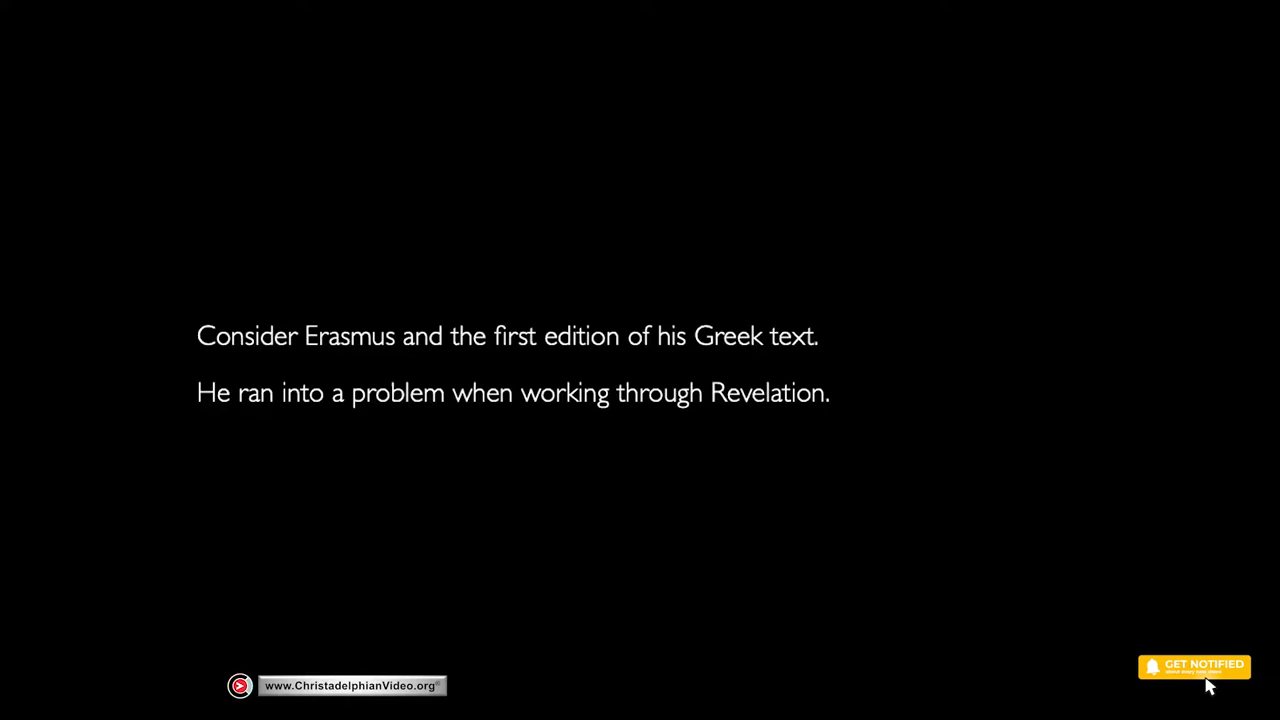 Consider Erasmus and the first edition of his Greek text.
He ran into a problem when working through Revelation.
www.ChristadelphianVideo.org
GET NOTIFIED